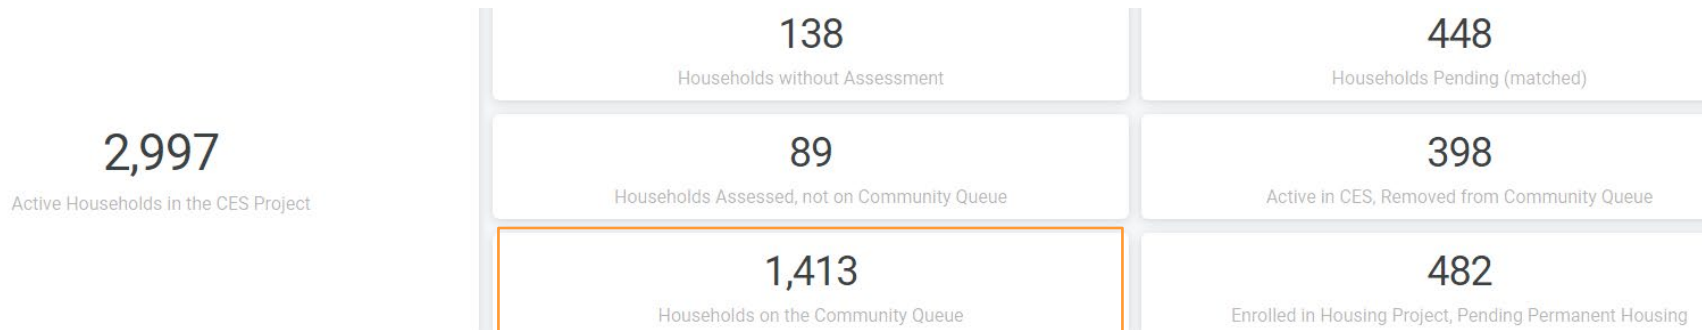 2,997
Active Households in the CES Project
138
Households without Assessment
448
Households Pending (matched)
89
Households Assessed, not on Community Queue
398
Active in CES, Removed from Community Queue
1,413
Households on the Community Queue
482
Enrolled in Housing Project, Pending Permanent Housing